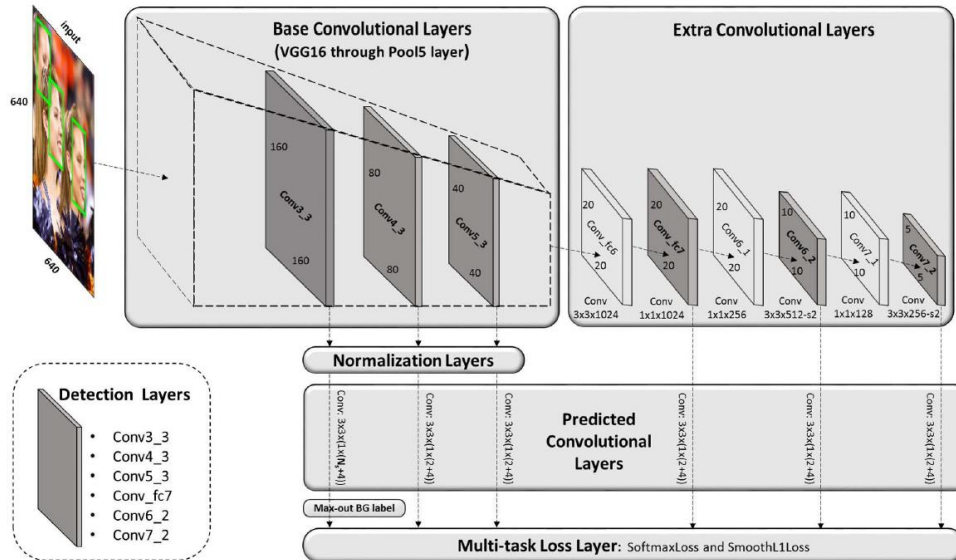 input
640
640
Base Convolutional Layers
(VGG16 through Pool5 layer)
160
Conv3_3
160
80
Conv4_3
80
40
Conv5_3
40
Extra Convolutional Layers
20
Conv_fc6
20
20
Conv_fc7
20
20
Conv6_1
20
10
Conv6_2
10
10
Conv7_1
10
5
Conv7_2
5
Conv
3x3x1024
Conv
1x1x1024
Conv
1x1x256
Conv
3x3x512-s2
Conv
1x1x128
Conv
3x3x256-s2
Normalization Layers
Detection Layers
• Conv3_3
• Conv4_3
• Conv5_3
• Conv_fc7
• Conv6_2
• Conv7_2
Conv: 3x3x(1x(Ns+4))
Conv: 3x3x(1x(2+4))
Conv: 3x3x(1x(2+4))
Predicted
Convolutional
Layers
Conv: 3x3x(1x(2+4))
Conv: 3x3x(1x(2+4))
Conv: 3x3x(1x(2+4))
Max-out BG label
Multi-task Loss Layer: SoftmaxLoss and SmoothL1Loss